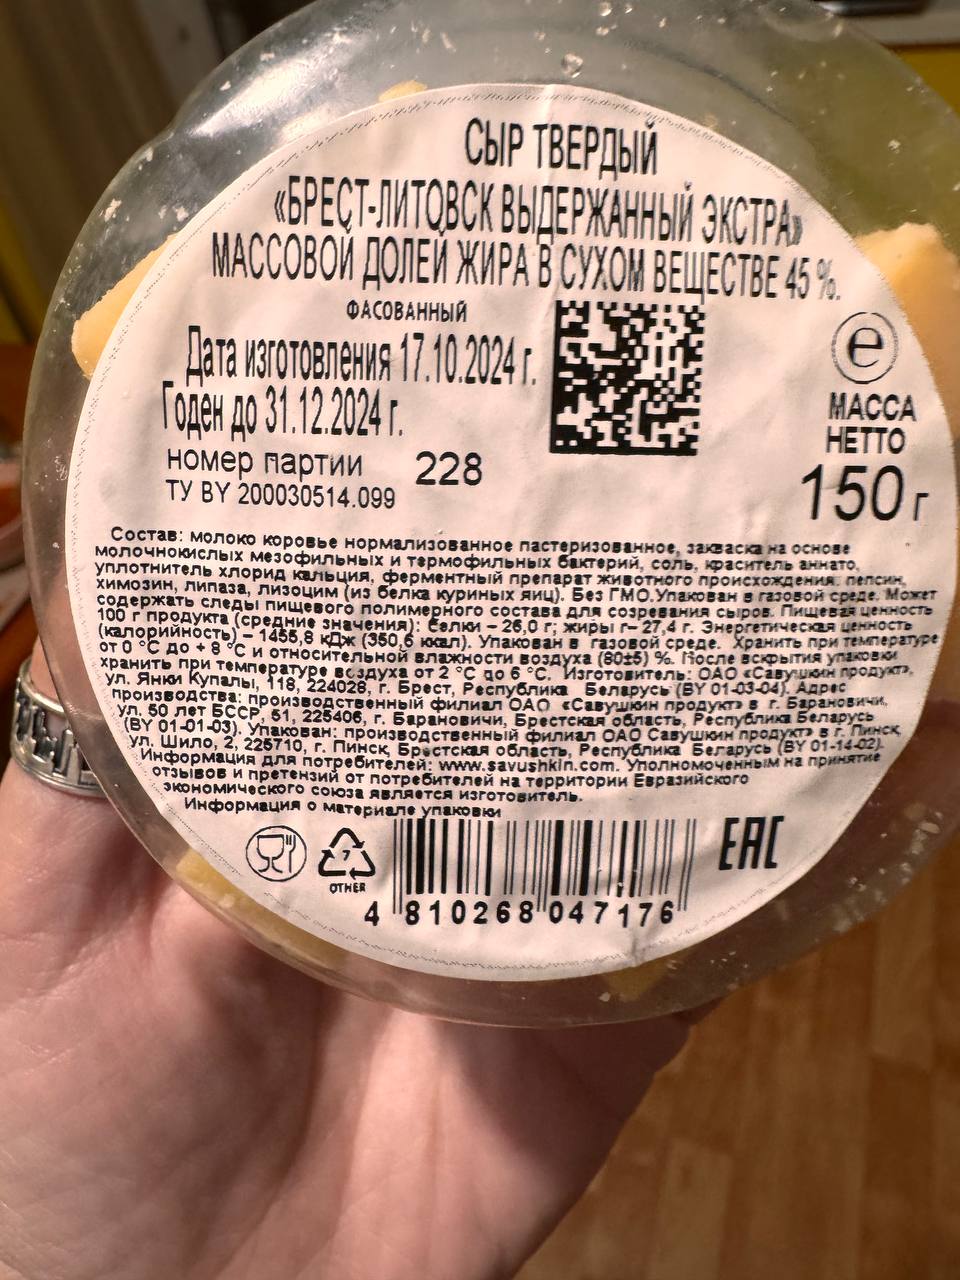 СЫР ТВЕРДЫЙ
«БРЕСТ-ЛИТОВСК ВЫДЕРЖАННЫЙ ЭКСТРА»
МАССОВОЙ ДОЛЕЙ ЖИРА В СУХОМ ВЕЩЕСТВЕ 45 %.
ФАСОВАННЫЙ
Дата изготовления 17.10.2024 г.
Годен до 31.12.2024 г.
номер партии 228
ТУ BY 200030514.099
e
МАССА
НЕТТО
150 г
Состав: молоко коровье нормализованное пастеризованное, закваска на основе
молочнокислых мезофильных и термофильных бактерий, соль, краситель аннато,
уплотнитель хлорид кальция, ферментный препарат животного происхождения: пепсин,
химозин, липаза, лизоцим (из белка куриных яиц). Без ГМО.Упакован в газовой среде. Может
содержать следы пищевого полимерного состава для созревания сыров. Пищевая ценность
100 г продукта (средние значения): белки – 26,0 г; жиры г– 27,4 г. Энергетическая ценность
(калорийность) – 1455,8 кДж (350,6 ккал). Упакован в газовой среде. Хранить при температуре
от 0 °С до + 8 °С и относительной влажности воздуха (80±5) %. После вскрытия упаковки
хранить при температуре воздуха от 2 °С до 6 °С. Изготовитель: ОАО «Савушкин продукт»,
ул. Янки Купалы, 118, 224028, г. Брест, Республика Беларусь (BY 01-03-04). Адрес
производства: производственный филиал ОАО «Савушкин продукт» в г. Барановичи,
ул. 50 лет БССР, 51, 225406, г. Барановичи, Брестская область, Республика Беларусь
(BY 01-01-03). Упакован: производственный филиал ОАО Савушкин продукт» в г. Пинск,
ул. Шило, 2, 225710, г. Пинск, Брестская область, Республика Беларусь (BY 01-14-02).
Информация для потребителей: www.savushkin.com. Уполномоченным на принятие
отзывов и претензий от потребителей на территории Евразийского
экономического союза является изготовитель.
Информация о материале упаковки
7
OTHER
EAC
4 810268 047176